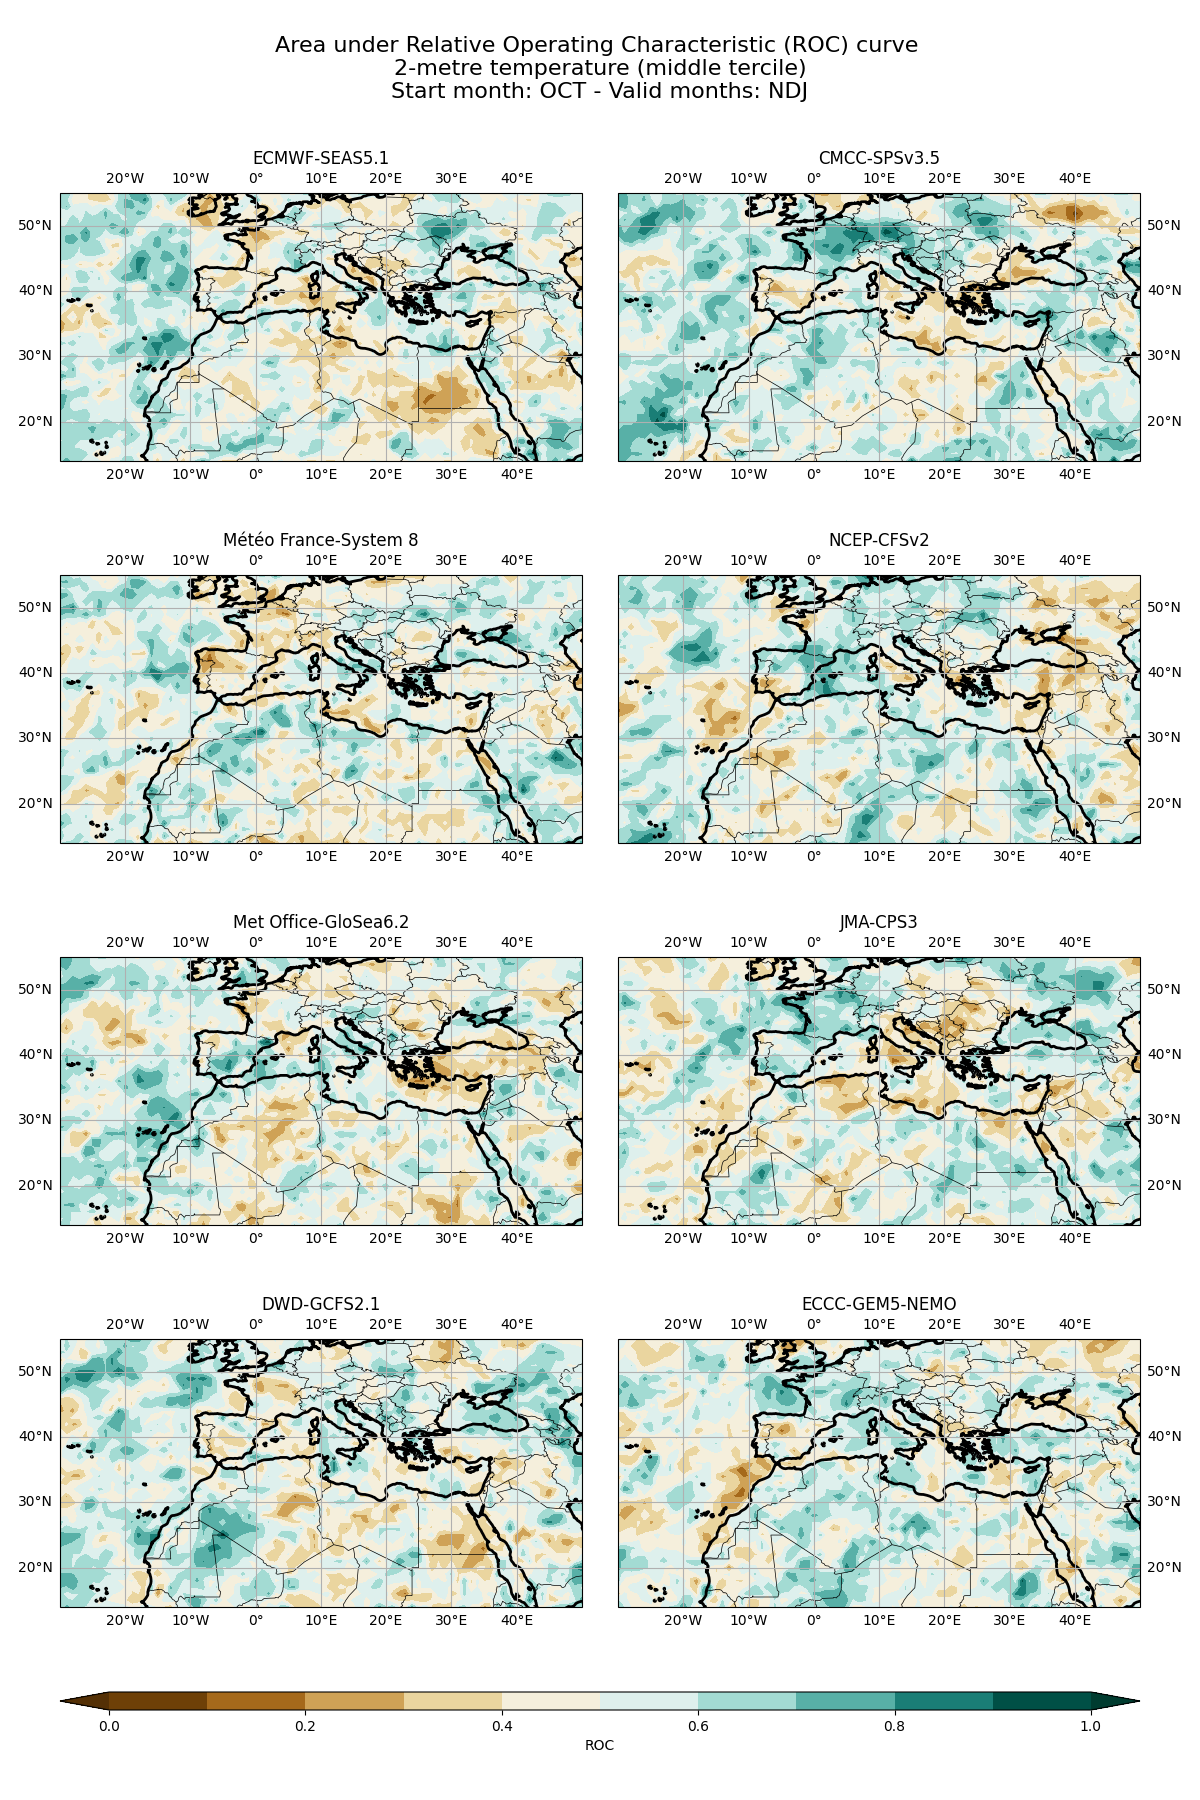 Area under Relative Operating Characteristic (ROC) curve
2-metre temperature (middle tercile)
Start month: OCT - Valid months: NDJ
ECMWF-SEAS5.1
CMCC-SPSv3.5
20°W 10°W 0° 10°E 20°E 30°E 40°E
20°W 10°W 0° 10°E 20°E 30°E 40°E
50°N
50°N
40°N
40°N
30°N
30°N
20°N
20°N
20°W 10°W 0° 10°E 20°E 30°E 40°E
20°W 10°W 0° 10°E 20°E 30°E 40°E
Météo France-System 8
NCEP-CFSv2
20°W 10°W 0° 10°E 20°E 30°E 40°E
20°W 10°W 0° 10°E 20°E 30°E 40°E
50°N
50°N
40°N
40°N
30°N
30°N
20°N
20°N
20°W 10°W 0° 10°E 20°E 30°E 40°E
20°W 10°W 0° 10°E 20°E 30°E 40°E
Met Office-GloSea6.2
JMA-CPS3
20°W 10°W 0° 10°E 20°E 30°E 40°E
20°W 10°W 0° 10°E 20°E 30°E 40°E
50°N
50°N
40°N
40°N
30°N
30°N
20°N
20°N
20°W 10°W 0° 10°E 20°E 30°E 40°E
20°W 10°W 0° 10°E 20°E 30°E 40°E
DWD-GCFS2.1
ECCC-GEM5-NEMO
20°W 10°W 0° 10°E 20°E 30°E 40°E
20°W 10°W 0° 10°E 20°E 30°E 40°E
50°N
50°N
40°N
40°N
30°N
30°N
20°N
20°N
20°W 10°W 0° 10°E 20°E 30°E 40°E
20°W 10°W 0° 10°E 20°E 30°E 40°E
0.0 0.2 0.4 0.6 0.8 1.0
ROC